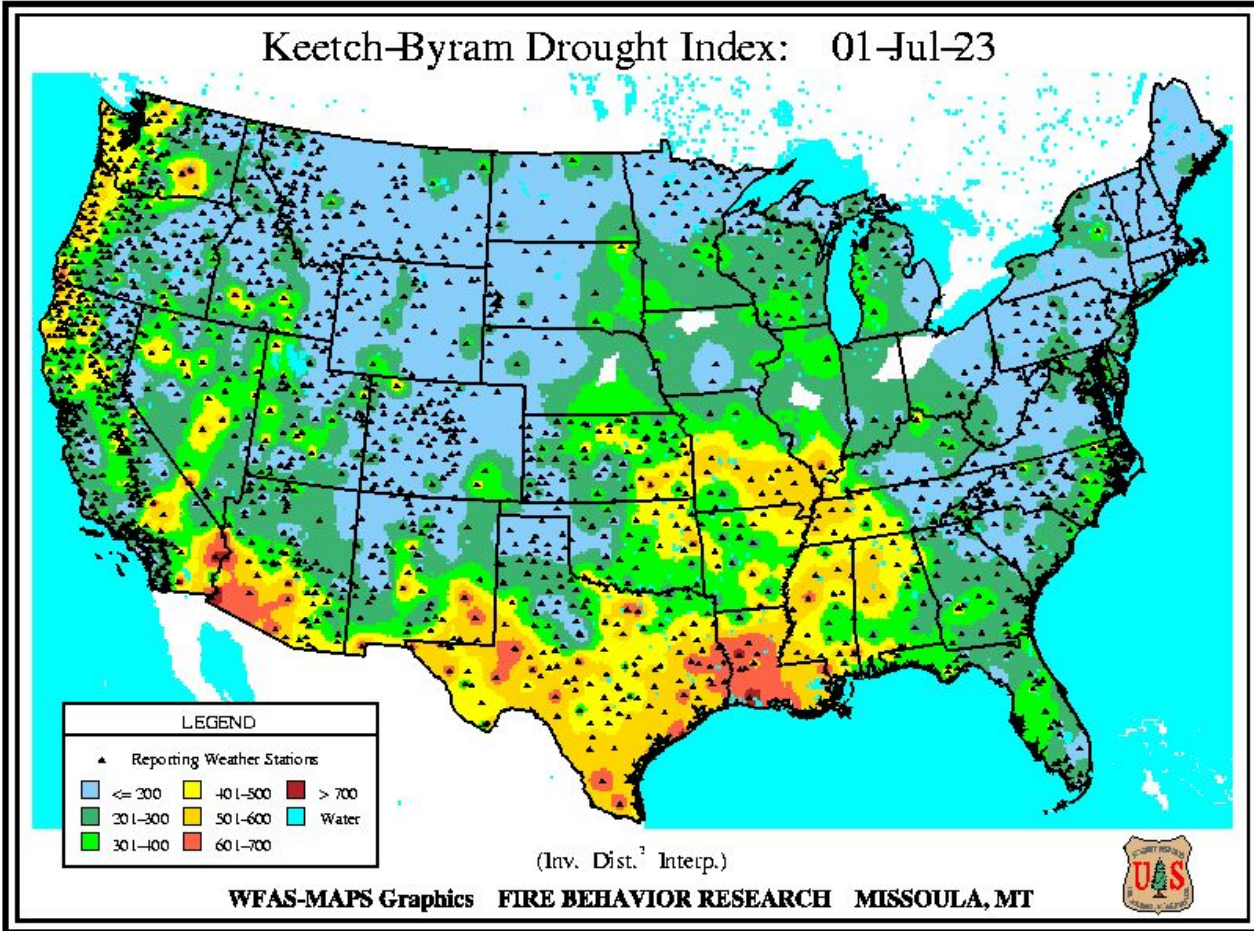 Keetch-Byram Drought Index: 01-Jul-23
LEGEND
Reporting Weather Stations
<= 200
201-300
301-400
401-500
501-600
601-700
> 700
Water
(Inv. Dist.² Interp.)
WFAS-MAPS Graphics FIRE BEHAVIOR RESEARCH MISSOULA, MT
U S